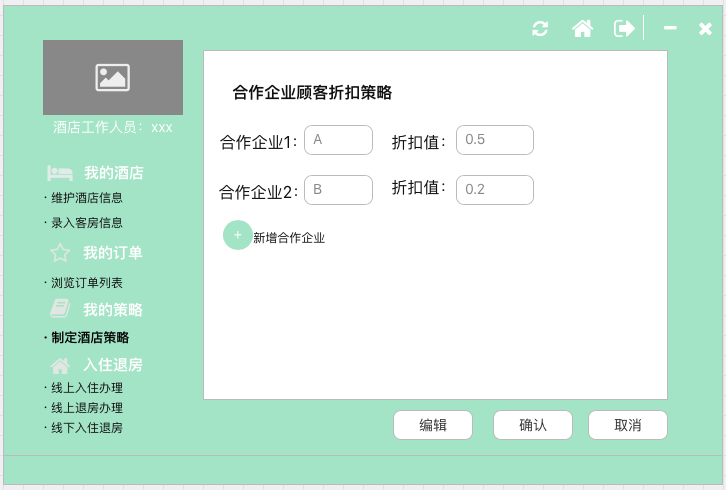 酒店工作人员：xxx
我的酒店
· 维护酒店信息
· 录入客房信息
我的订单
· 浏览订单列表
我的策略
· 制定酒店策略
入住退房
· 线上入住办理
· 线上退房办理
· 线下入住退房
合作企业顾客折扣策略
合作企业1： A 折扣值： 0.5
合作企业2： B 折扣值： 0.2
+ 新增合作企业
编辑 确认 取消